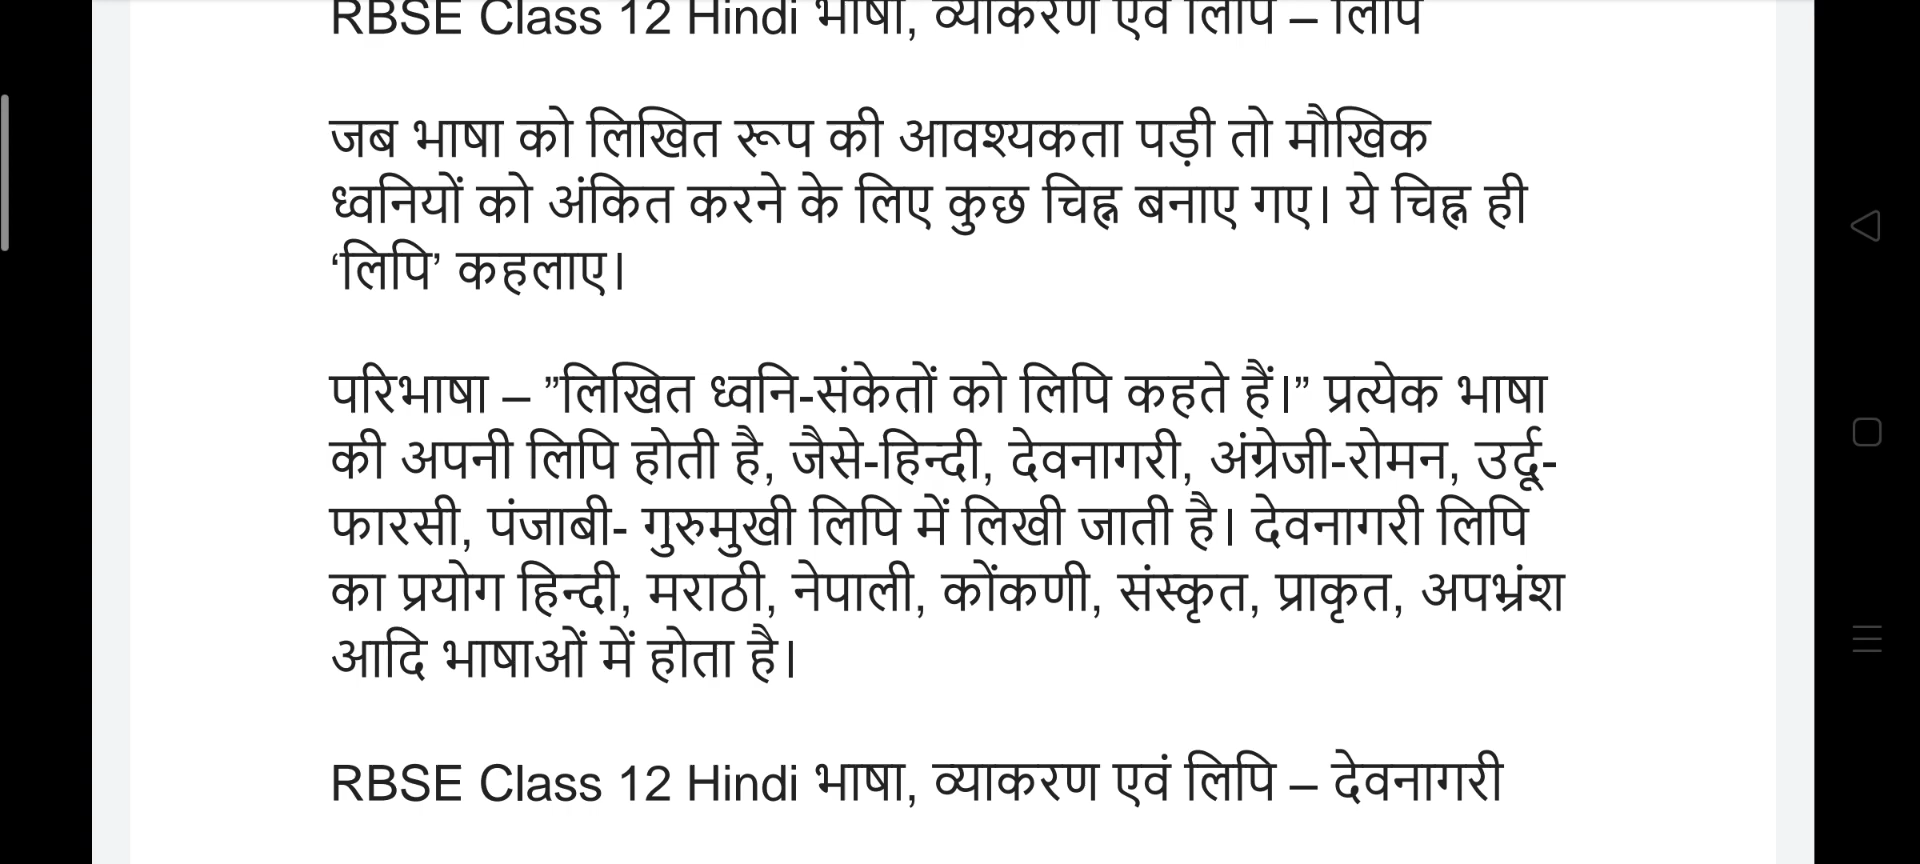 RBSE Class 12 Hindi भाषा, व्याकरण एवं लिपि – लिपि
जब भाषा को लिखित रूप की आवश्यकता पड़ी तो मौखिक
ध्वनियों को अंकित करने के लिए कुछ चिह्न बनाए गए। ये चिह्न ही
‘लिपि’ कहलाए।
परिभाषा – ”लिखित ध्वनि-संकेतों को लिपि कहते हैं।” प्रत्येक भाषा
की अपनी लिपि होती है, जैसे-हिन्दी, देवनागरी, अंग्रेजी-रोमन, उर्दू-
फारसी, पंजाबी- गुरुमुखी लिपि में लिखी जाती है। देवनागरी लिपि
का प्रयोग हिन्दी, मराठी, नेपाली, कोंकणी, संस्कृत, प्राकृत, अपभ्रंश
आदि भाषाओं में होता है।
RBSE Class 12 Hindi भाषा, व्याकरण एवं लिपि – देवनागरी